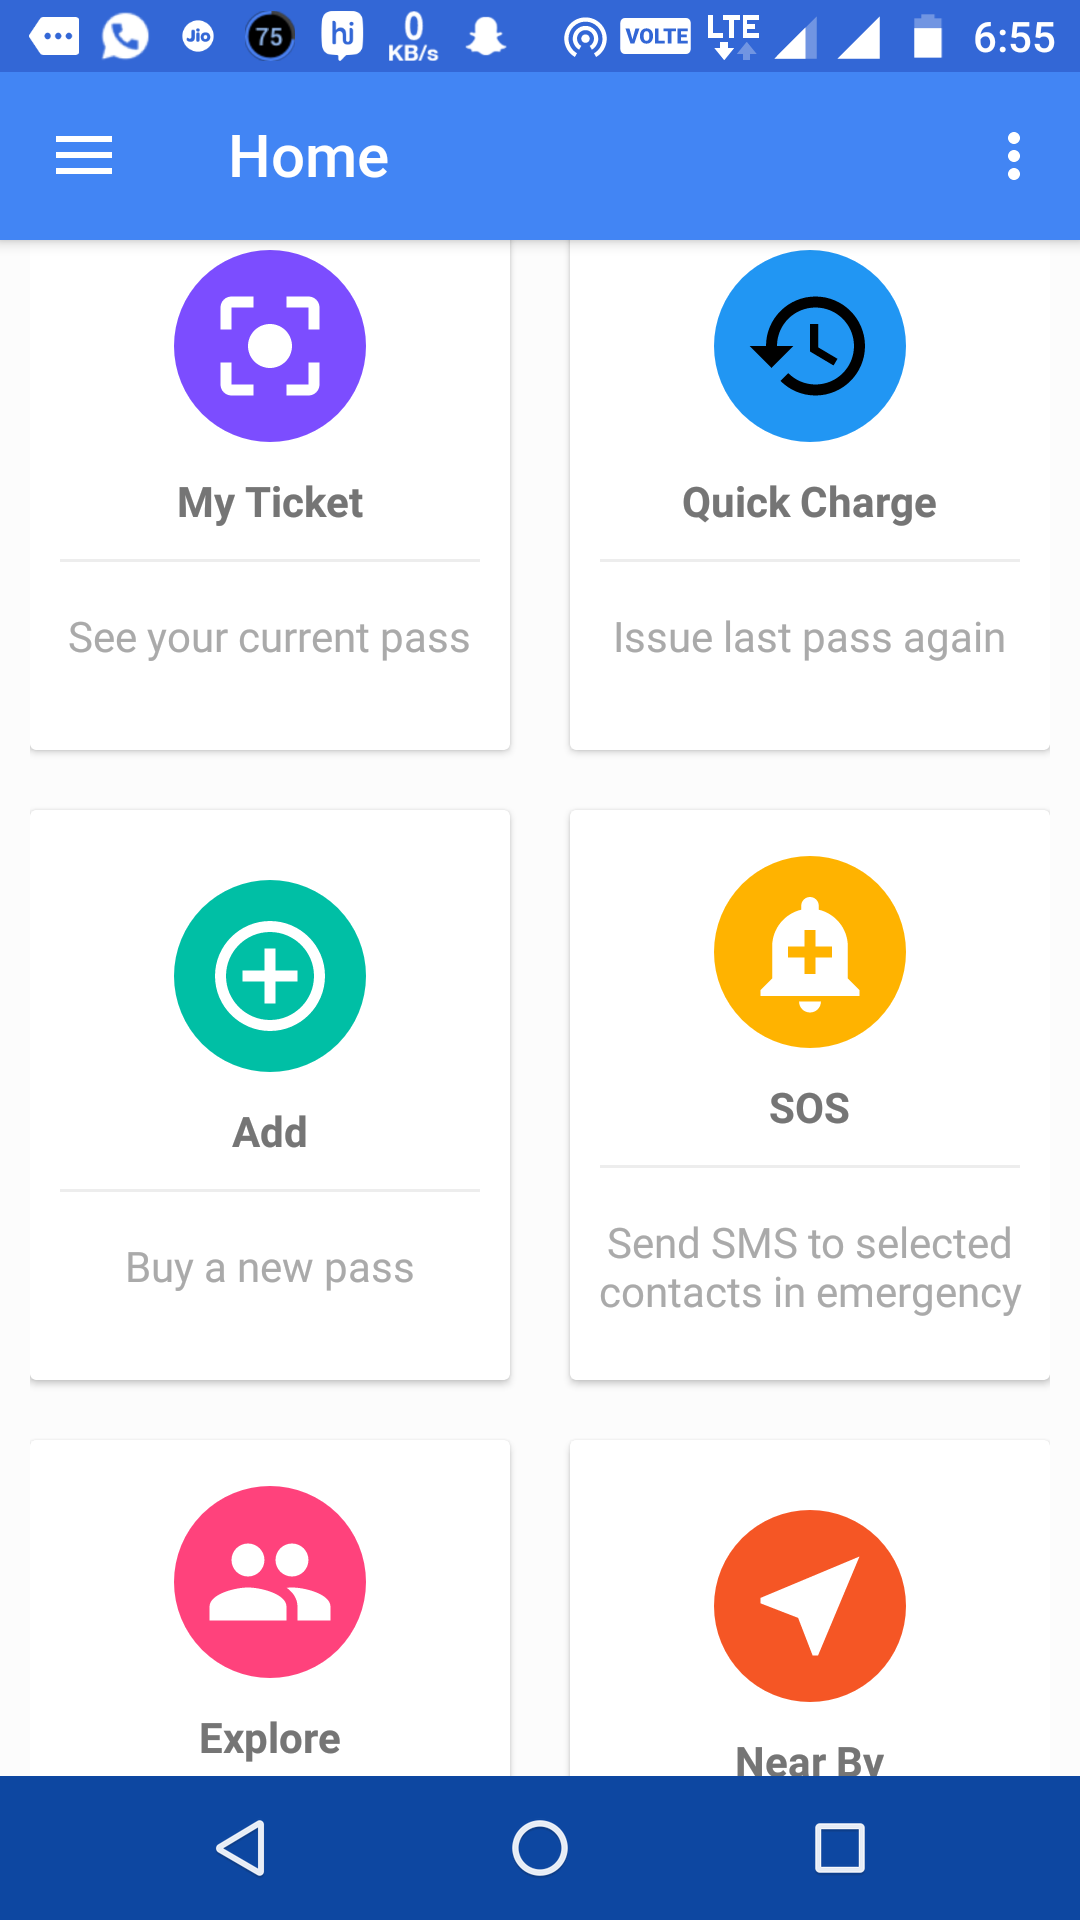 Jio
75
hi
0
KB/s
VOLTE
LTE
6:55
Home
My Ticket
Quick Charge
See your current pass
Issue last pass again
Add
SOS
Buy a new pass
Send SMS to selected
contacts in emergency
Explore
Near By